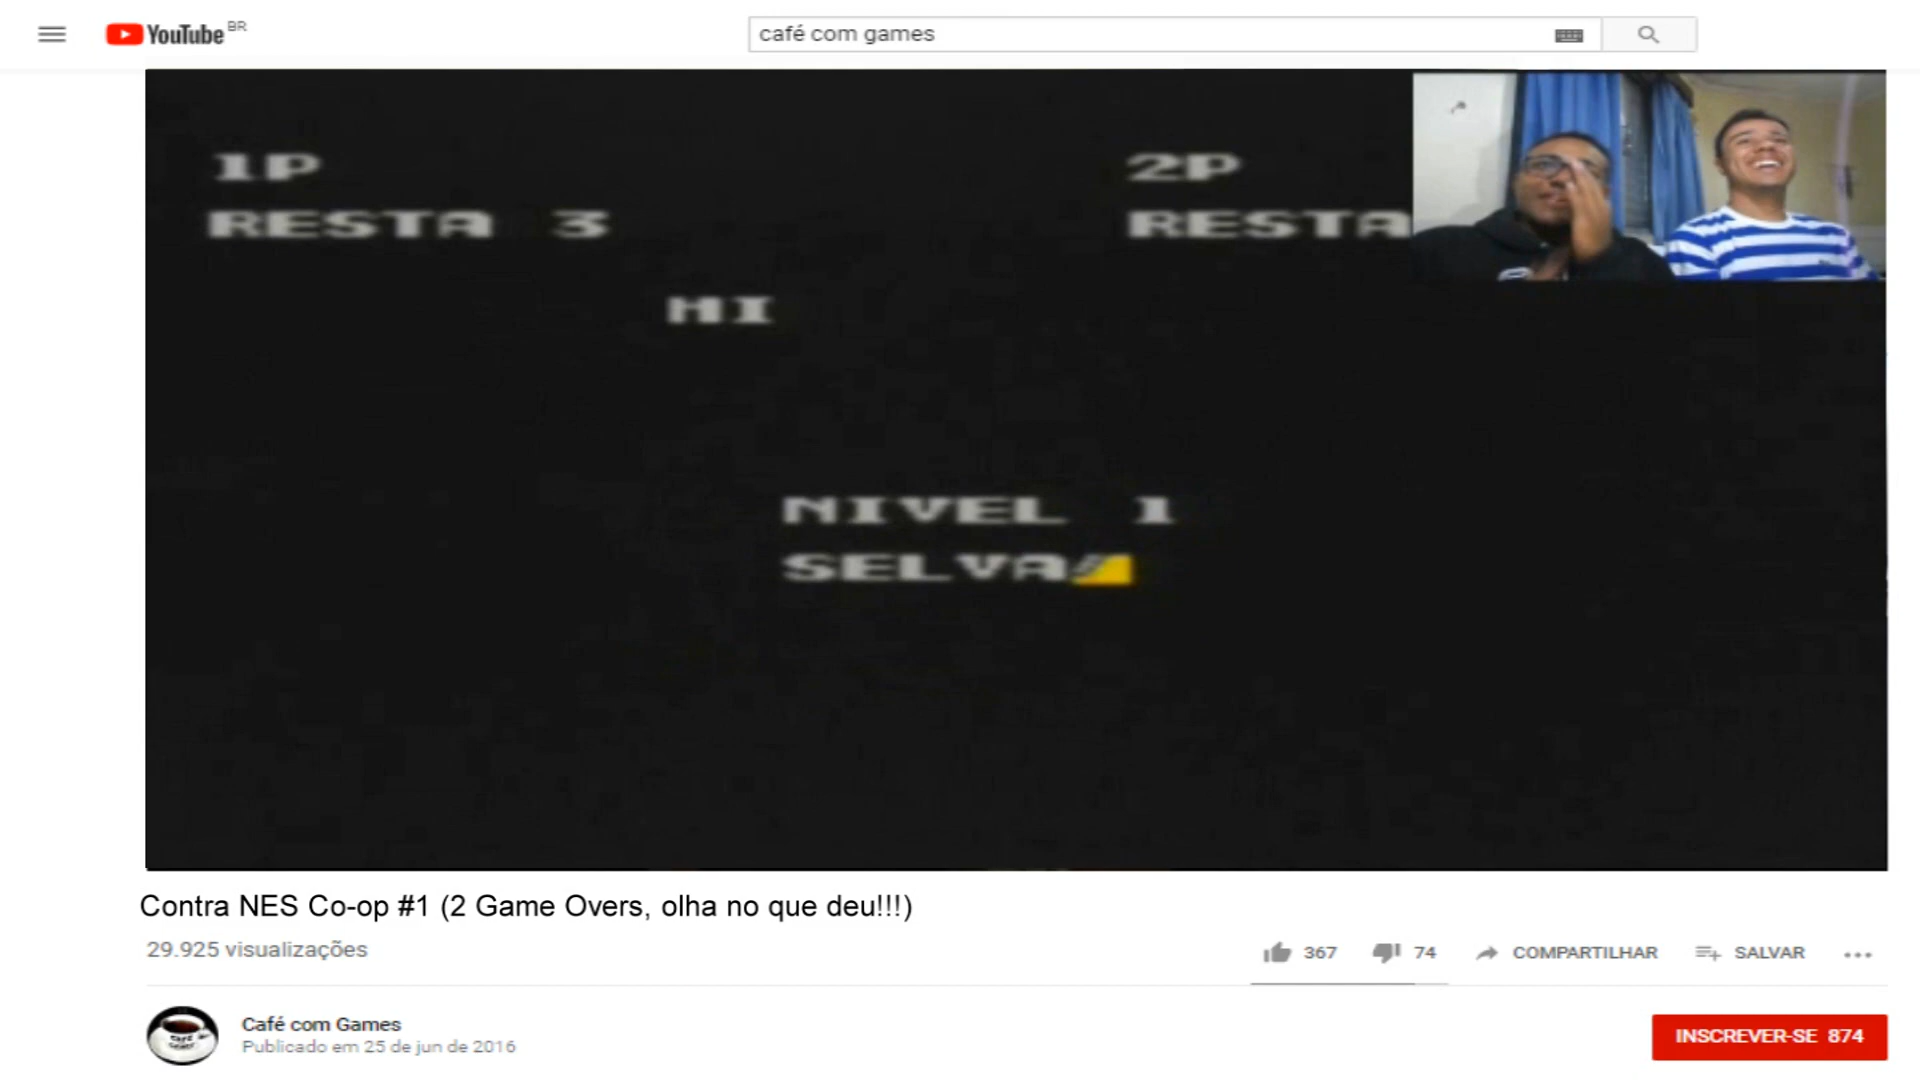 YouTube BR
café com games
1P
2P
RESTA 3
RESTA
HI
NIVEL 1
SELVA
Contra NES Co-op #1 (2 Game Overs, olha no que deu!!!)
29.925 visualizações
367
74
COMPARTILHAR
SALVAR
Café com Games
Publicado em 25 de jun de 2016
INSCREVER-SE 874